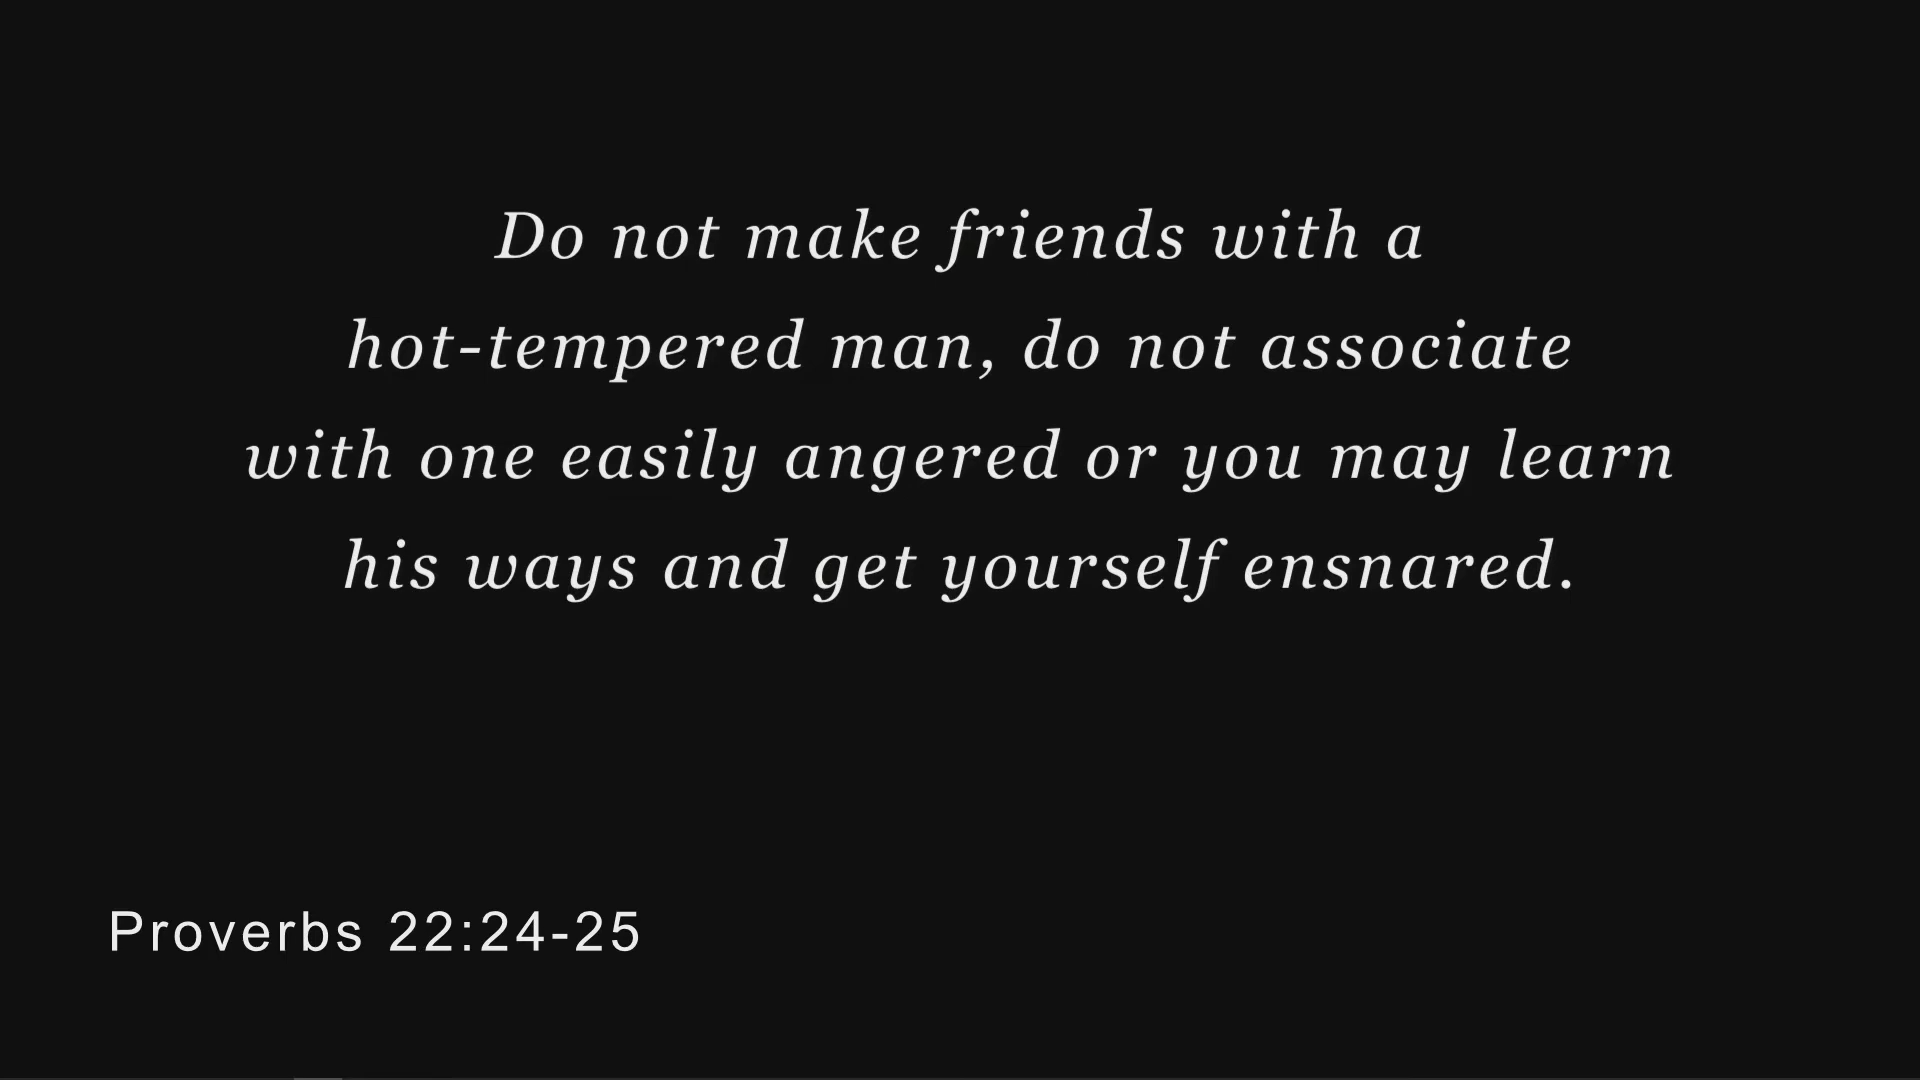 Do not make friends with a
hot-tempered man, do not associate
with one easily angered or you may learn
his ways and get yourself ensnared.
Proverbs 22:24-25